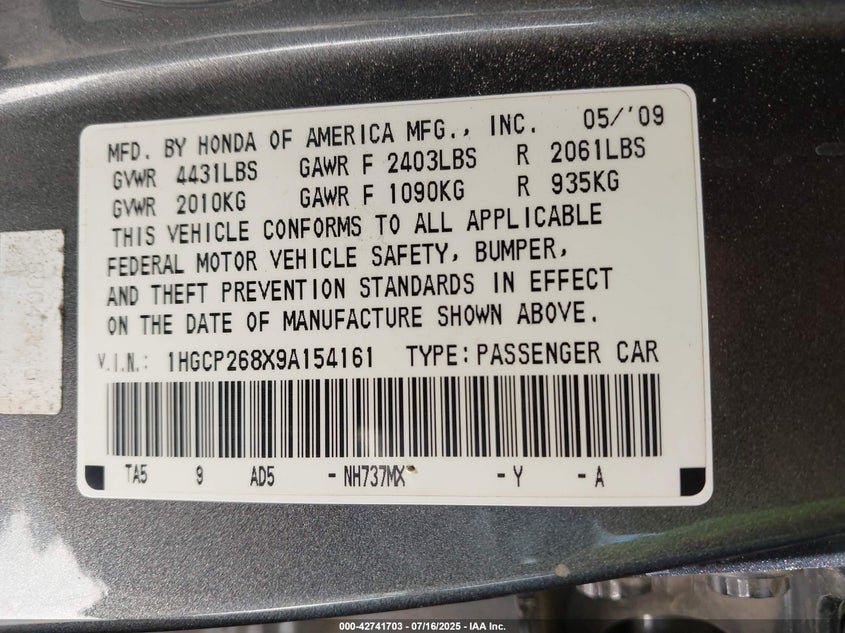 MFD. BY HONDA OF AMERICA MFG., INC. 05/'09
GVWR 4431LBS GAWR F 2403LBS R 2061LBS
GVWR 2010KG GAWR F 1090KG R 935KG
THIS VEHICLE CONFORMS TO ALL APPLICABLE
FEDERAL MOTOR VEHICLE SAFETY, BUMPER,
AND THEFT PREVENTION STANDARDS IN EFFECT
ON THE DATE OF MANUFACTURE SHOWN ABOVE.
V.I.N.: 1HGCP268X9A154161 TYPE: PASSENGER CAR
TA5 9 AD5 - NH737MX - Y - A
000-42741703 - 07/16/2025 - IAA Inc.